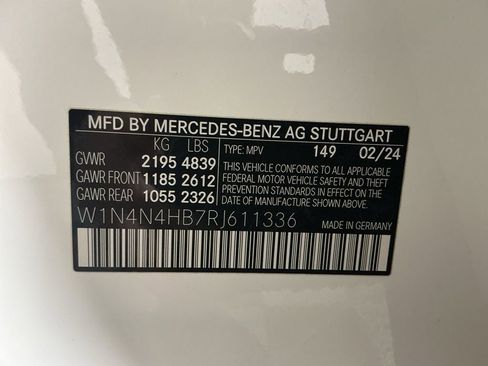 MFD BY MERCEDES-BENZ AG STUTTGART
KG LBS TYPE: MPV 149 02/24
GVWR 2195 4839
GAWR FRONT 1185 2612
GAWR REAR 1055 2326
THIS VEHICLE CONFORMS TO ALL APPLICABLE
FEDERAL MOTOR VEHICLE SAFETY AND THEFT
PREVENTION STANDARDS IN EFFECT ON THE
DATE OF MANUFACTURE SHOWN ABOVE.
W1N4N4HB7RJ611336
MADE IN GERMANY